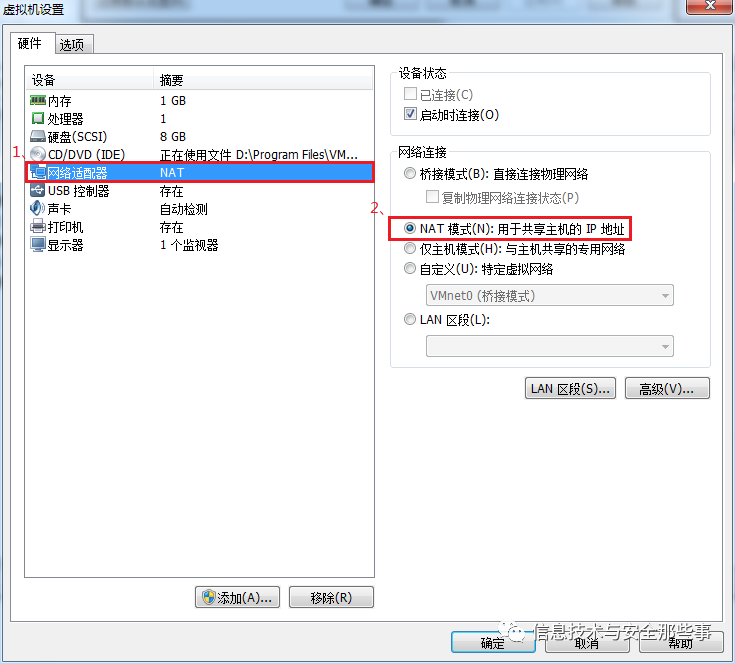 虚拟机设置
硬件 选项
设备 摘要
内存 1 GB
处理器 1
硬盘(SCSI) 8 GB
1、
CD/DVD (IDE) 正在使用文件 D:\Program Files\VM...
网络适配器 NAT
USB 控制器 存在
声卡 自动检测
打印机 存在
显示器 1 个监视器
添加(A)... 移除(R)
设备状态
已连接(C)
启动时连接(O)
网络连接
桥接模式(B): 直接连接物理网络
复制物理网络连接状态(P)
2、
NAT 模式(N): 用于共享主机的 IP 地址
仅主机模式(H): 与主机共享的专用网络
自定义(U): 特定虚拟网络
VMnet0 (桥接模式)
LAN 区段(L):
LAN 区段(S)... 高级(V)...
信息技术与安全那些事
确定 取消 帮助